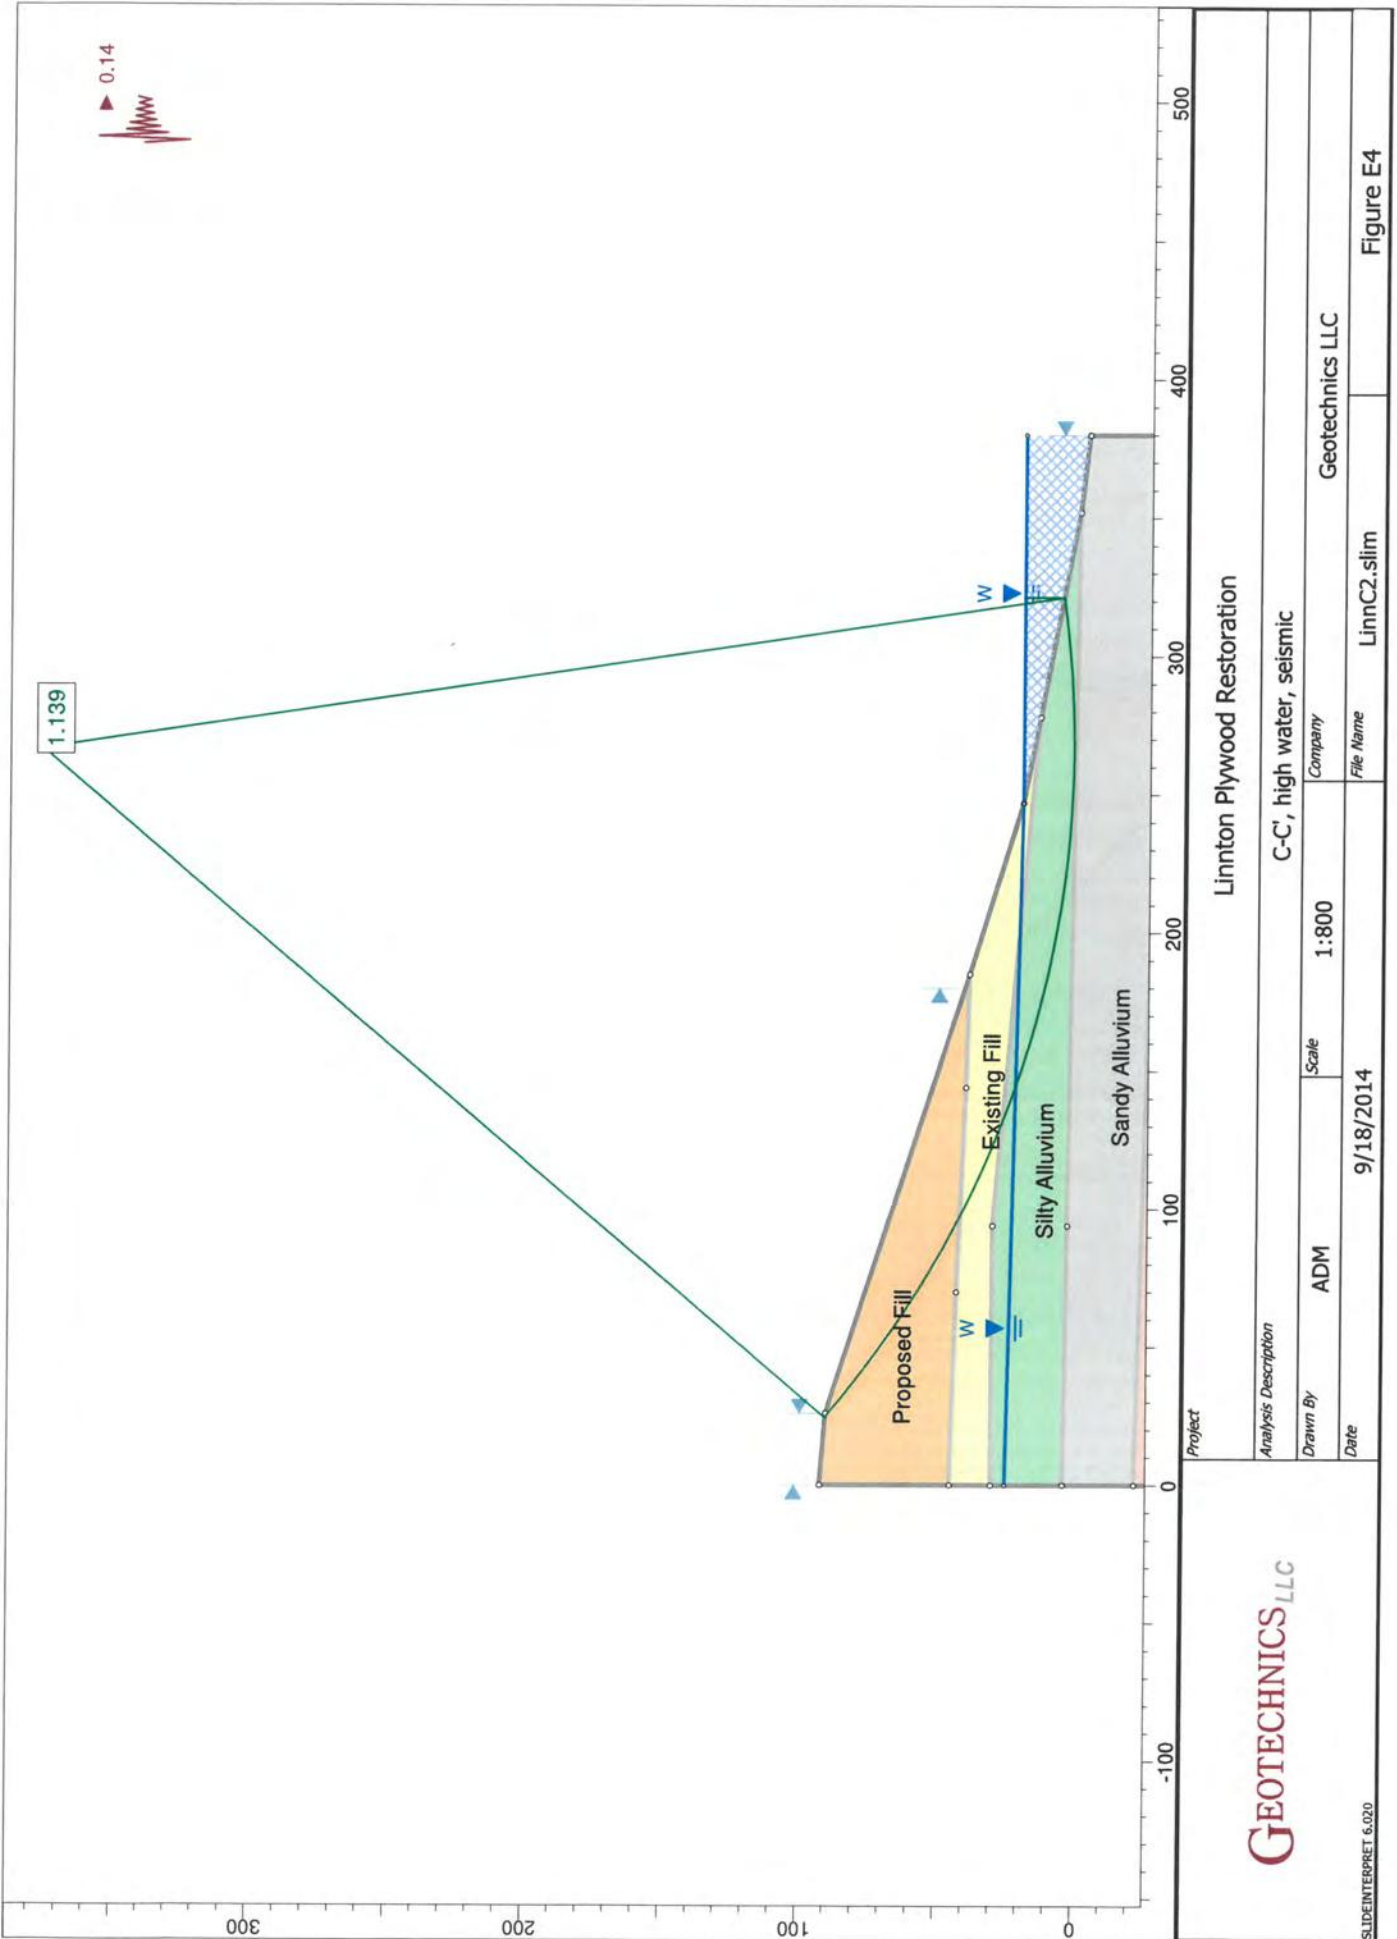 0.14
1.139
300
200
100
0
W
W
Proposed Fill
Existing Fill
Silty Alluvium
Sandy Alluvium
-100
0
100
200
300
400
500
GEOTECHNICS LLC
Project
Linnton Plywood Restoration
Analysis Description
C-C', high water, seismic
Drawn By
ADM
Scale
1:800
Company
Geotechnics LLC
Date
9/18/2014
File Name
LinnC2.slim
Figure E4
SLIDEINTERPRET 6.020